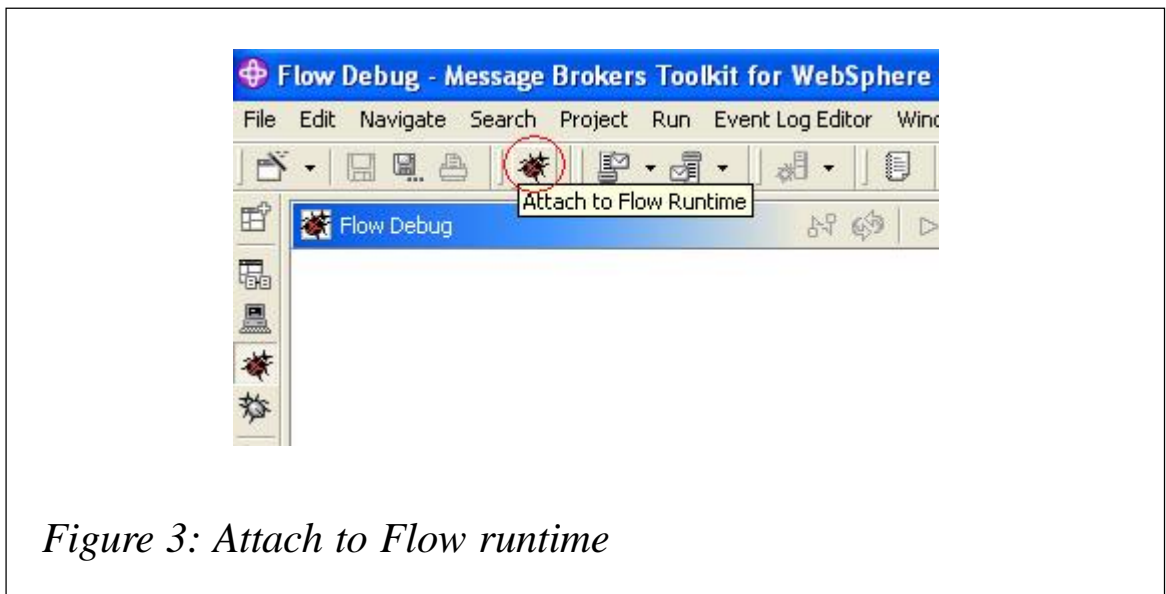 Flow Debug - Message Brokers Toolkit for WebSphere
File Edit Navigate Search Project Run Event Log Editor
Attach to Flow Runtime
Flow Debug
Figure 3: Attach to Flow runtime